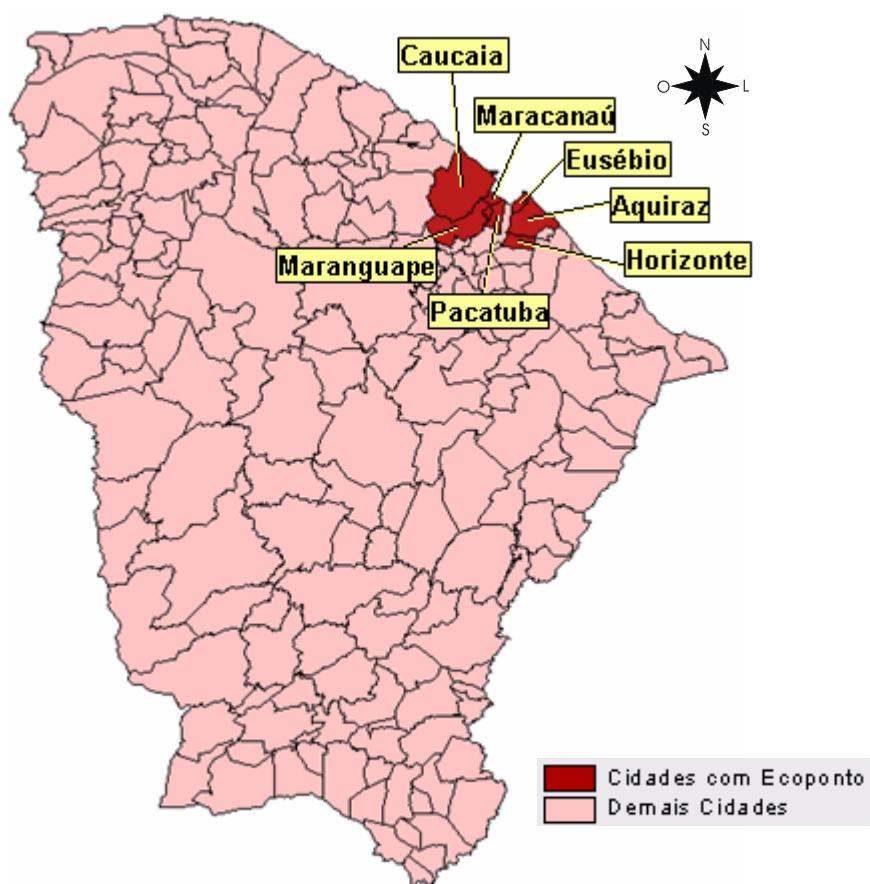 Caucaia
N
O
L
S
Maracanaú
Eusébio
Aquiraz
Maranguape
Horizonte
Pacatuba
Cidades com Ecoponto
Demais Cidades